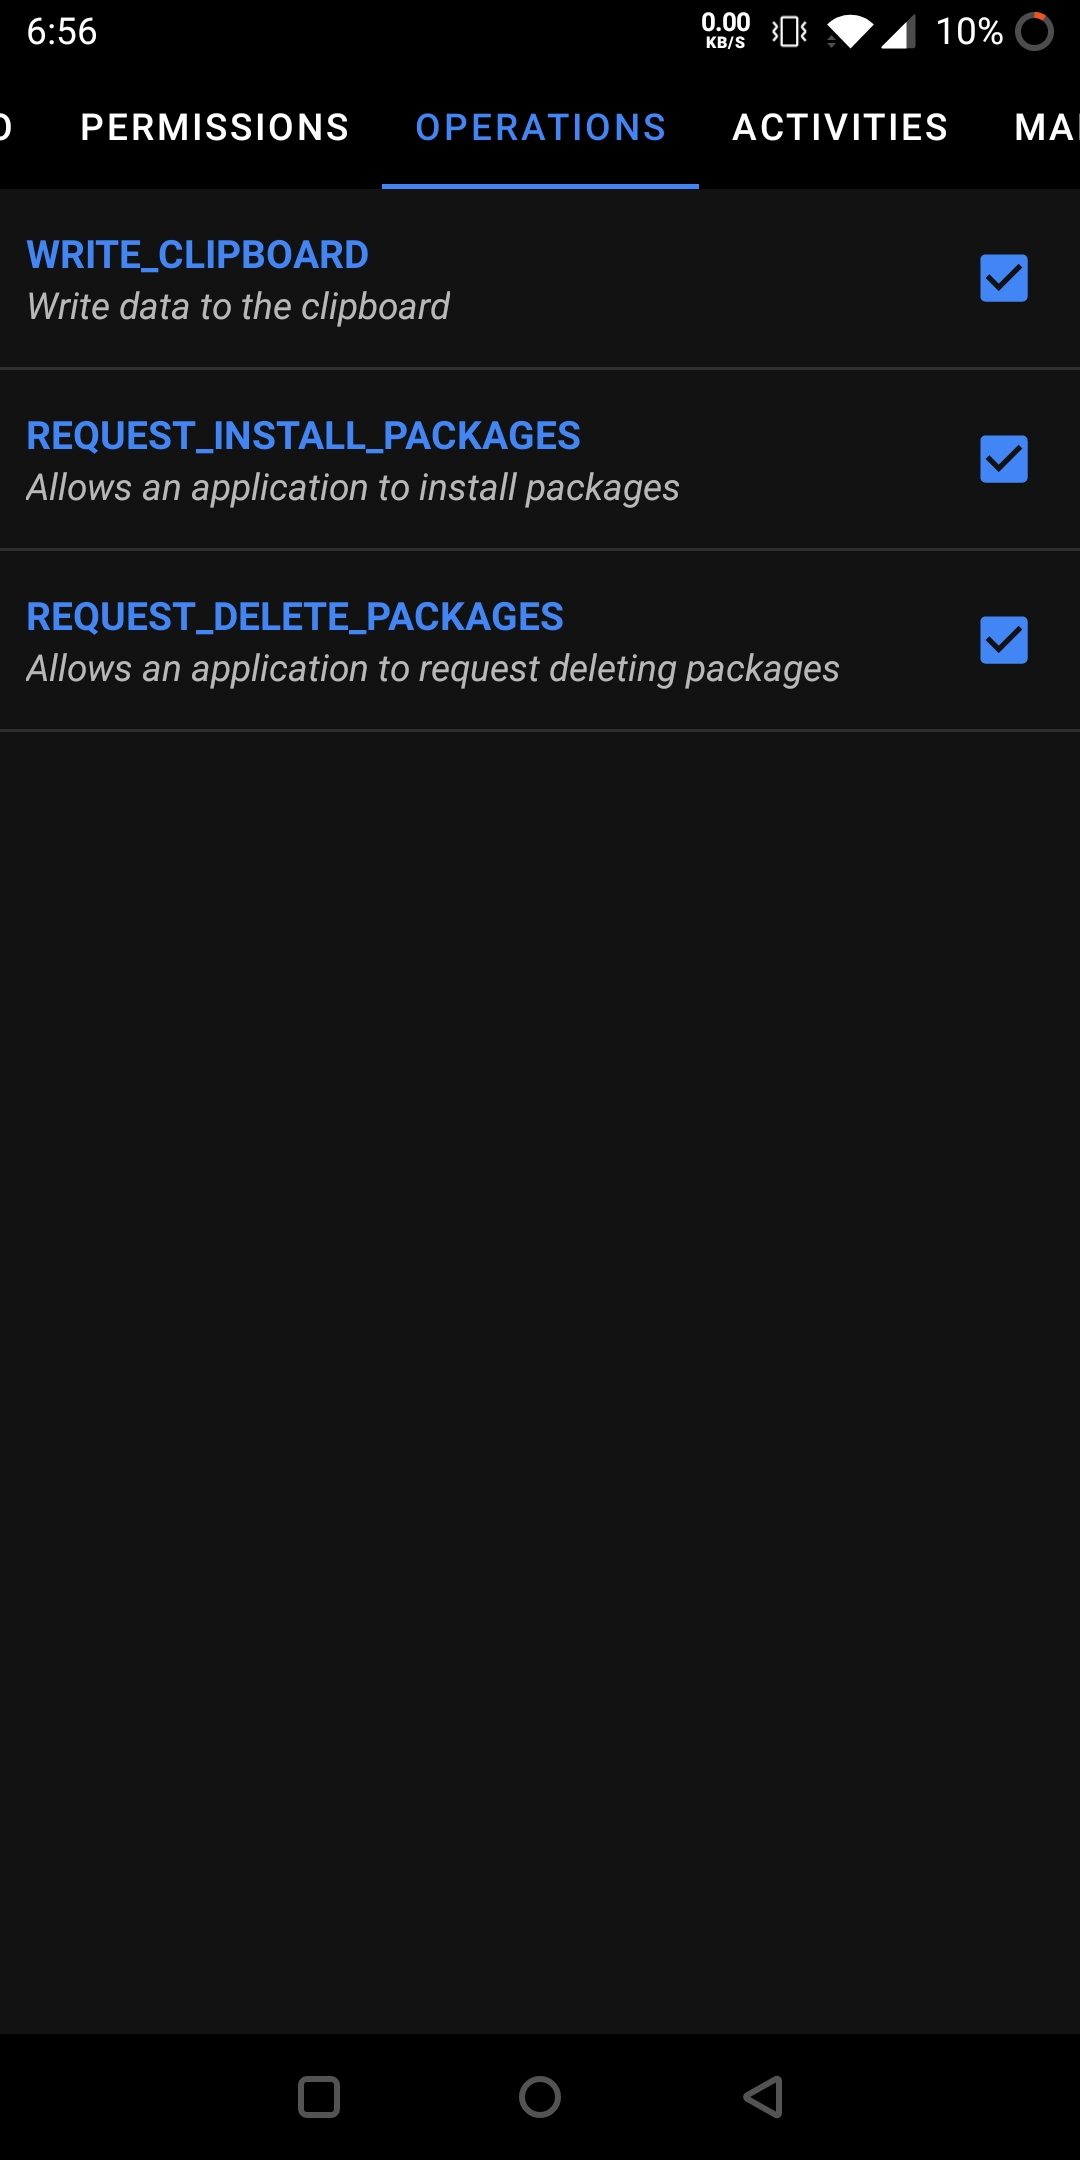 6:56 0.00 KB/S 10%
PERMISSIONS OPERATIONS ACTIVITIES
WRITE_CLIPBOARD
Write data to the clipboard
REQUEST_INSTALL_PACKAGES
Allows an application to install packages
REQUEST_DELETE_PACKAGES
Allows an application to request deleting packages